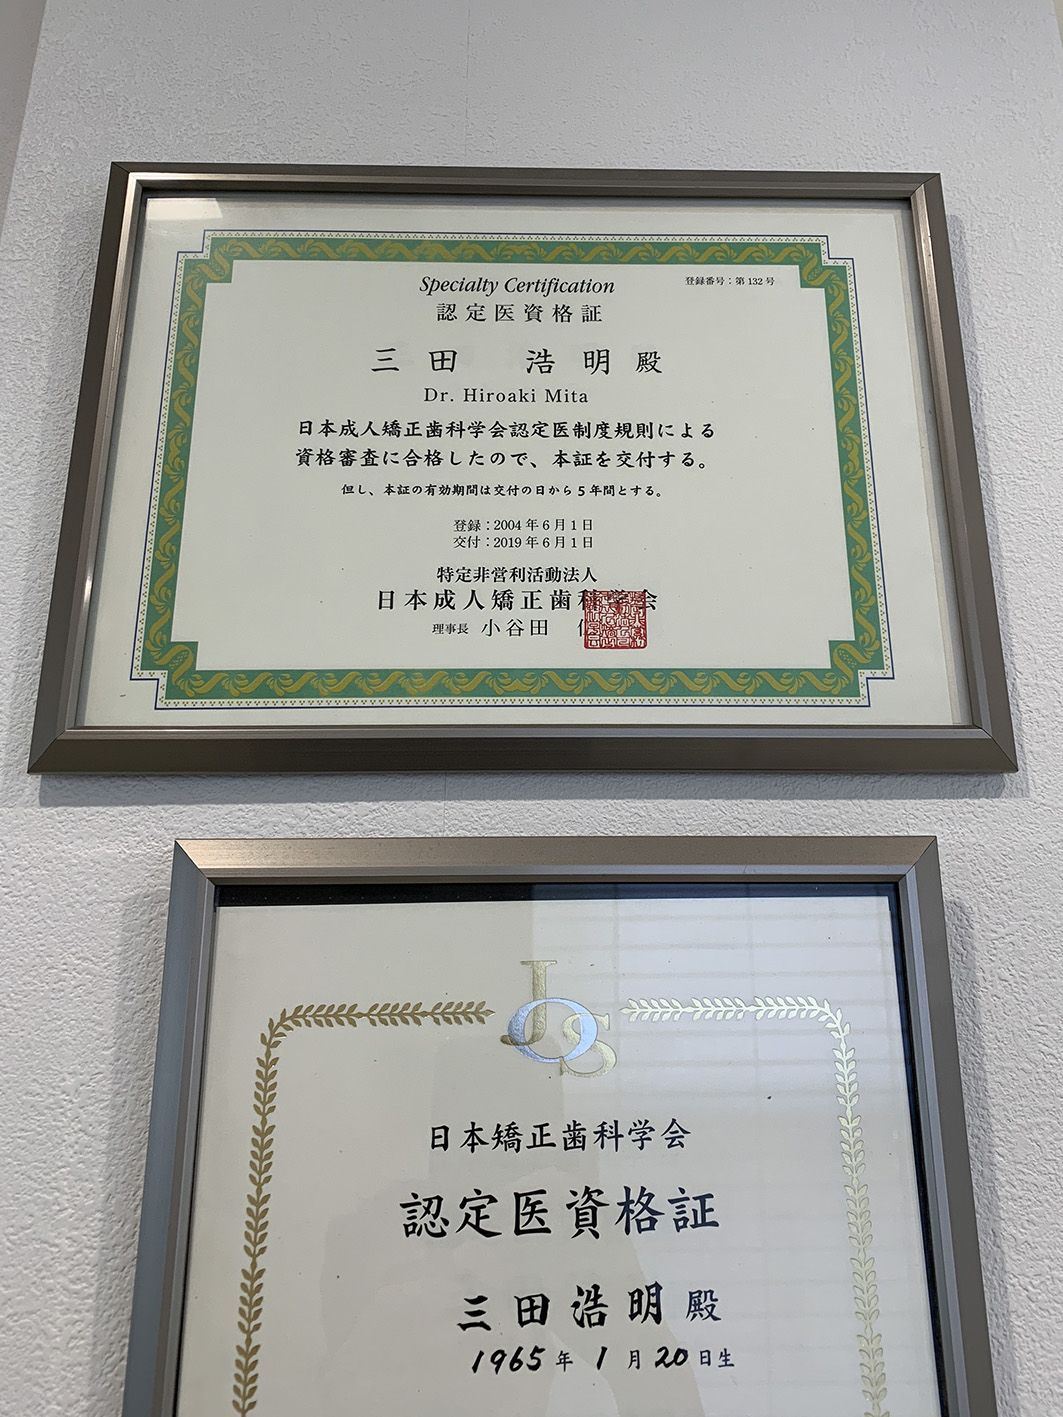 Specialty Certification
登録番号：第 132 号
認定医資格証
三田 浩明 殿
Dr. Hiroaki Mita
日本成人矯正歯科学会認定医制度規則による
資格審査に合格したので、本証を交付する。
但し、本証の有効期間は交付の日から5年間とする。
登録：2004年6月1日
交付：2019年6月1日
特定非営利活動法人
日本成人矯正歯科学会
理事長 小谷田
JOS
日本矯正歯科学会
認定医資格証
三田浩明 殿
1965年 1月20日生